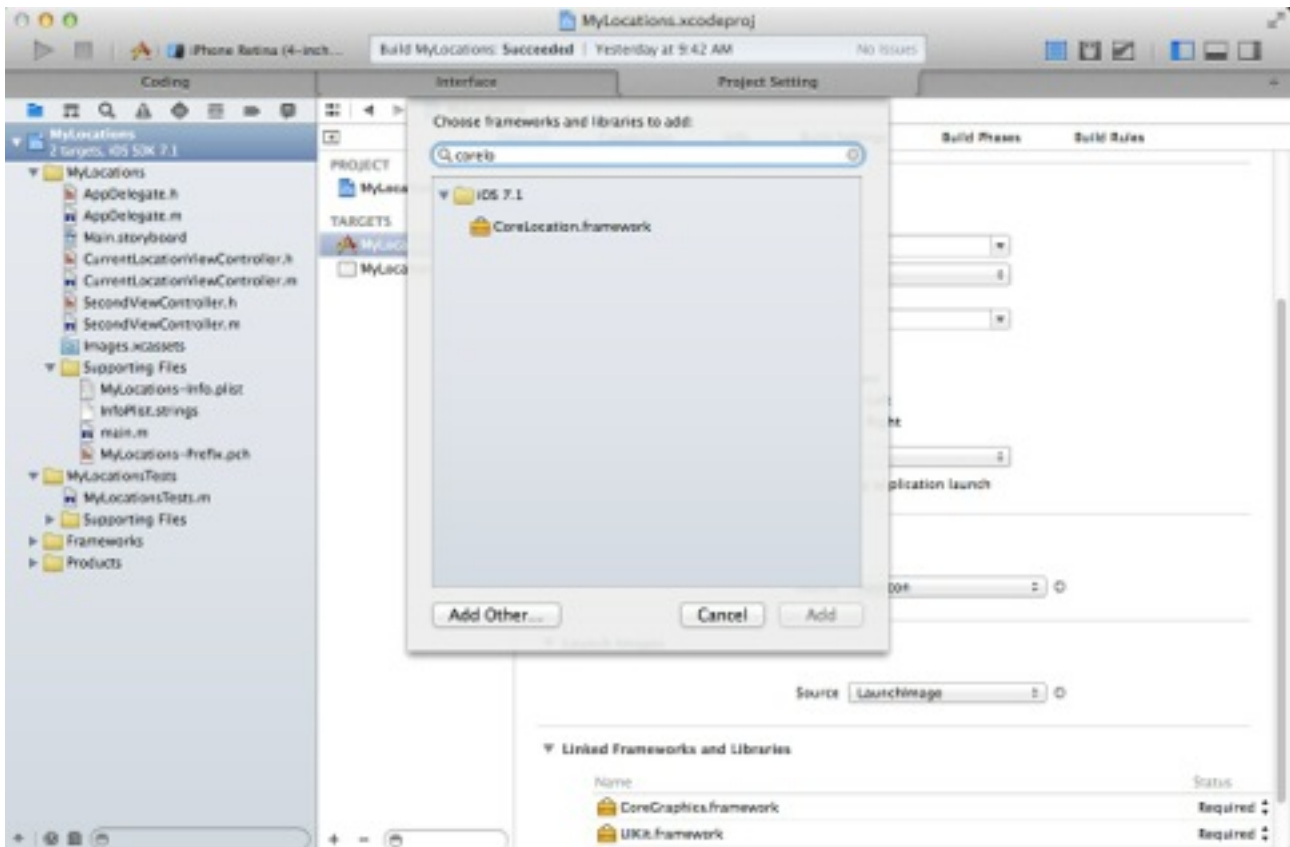 MyLocations.xcodeproj
iPhone Retina (4-inch...
Build MyLocations: Succeeded | Yesterday at 9:42 AM
No Issues
Coding
Interface
Project Setting
MyLocations
2 targets, iOS SDK 7.1
MyLocations
AppDelegate.h
AppDelegate.m
Main.storyboard
CurrentLocationViewController.h
CurrentLocationViewController.m
SecondViewController.h
SecondViewController.m
Images.xcassets
Supporting Files
MyLocations-Info.plist
InfoPlist.strings
main.m
MyLocations-Prefix.pch
MyLocationsTests
MyLocationsTests.m
Supporting Files
Frameworks
Products
PROJECT
MyLoca
TARGETS
MyLoca
MyLoca
Choose frameworks and libraries to add:
corelo
iOS 7.1
CoreLocation.framework
Add Other...
Cancel
Add
Build Phases
Build Rules
plication launch
Source LaunchImage
Linked Frameworks and Libraries
Name
Status
CoreGraphics.framework
Required
UIKit.framework
Required